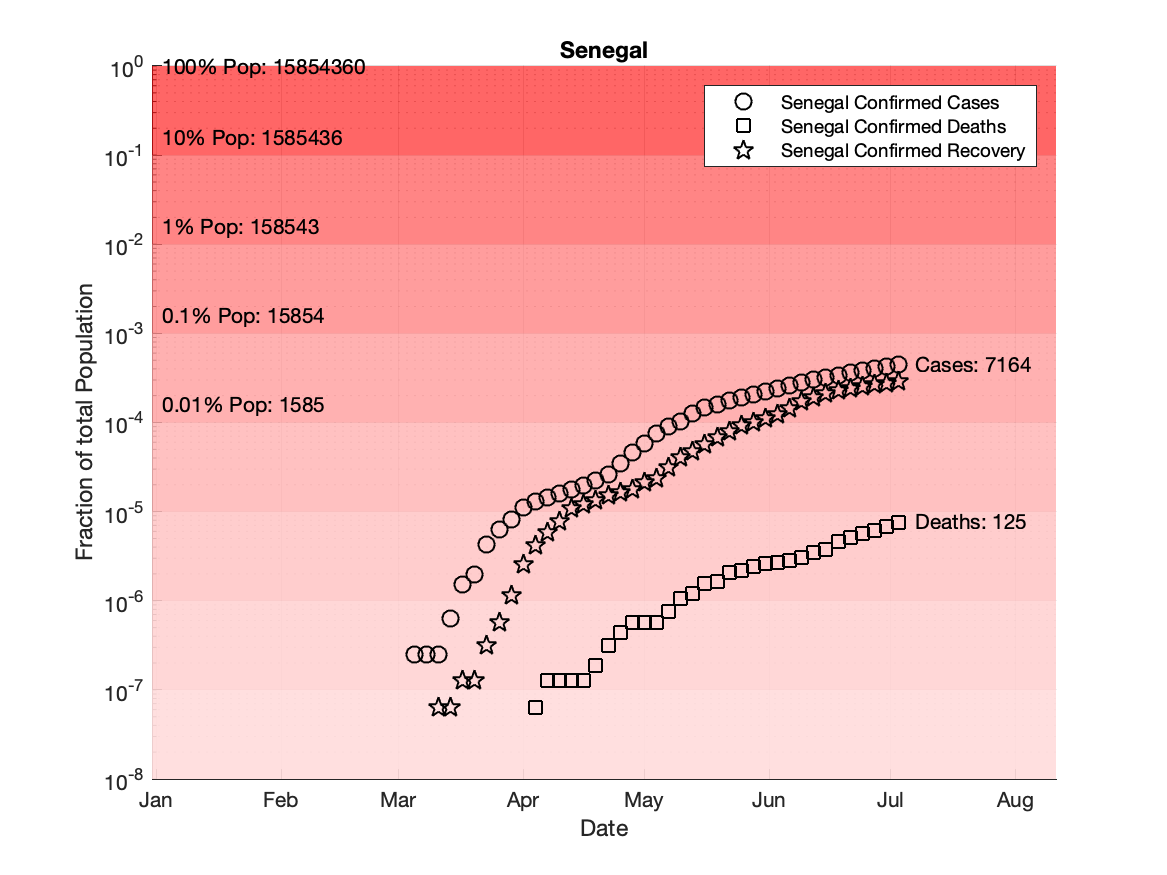 Senegal
10^0
10^-1
10^-2
10^-3
10^-4
10^-5
10^-6
10^-7
10^-8
Fraction of total Population
100% Pop: 15854360
10% Pop: 1585436
1% Pop: 158543
0.1% Pop: 15854
0.01% Pop: 1585
Senegal Confirmed Cases
Senegal Confirmed Deaths
Senegal Confirmed Recovery
Cases: 7164
Deaths: 125
Jan Feb Mar Apr May Jun Jul Aug
Date